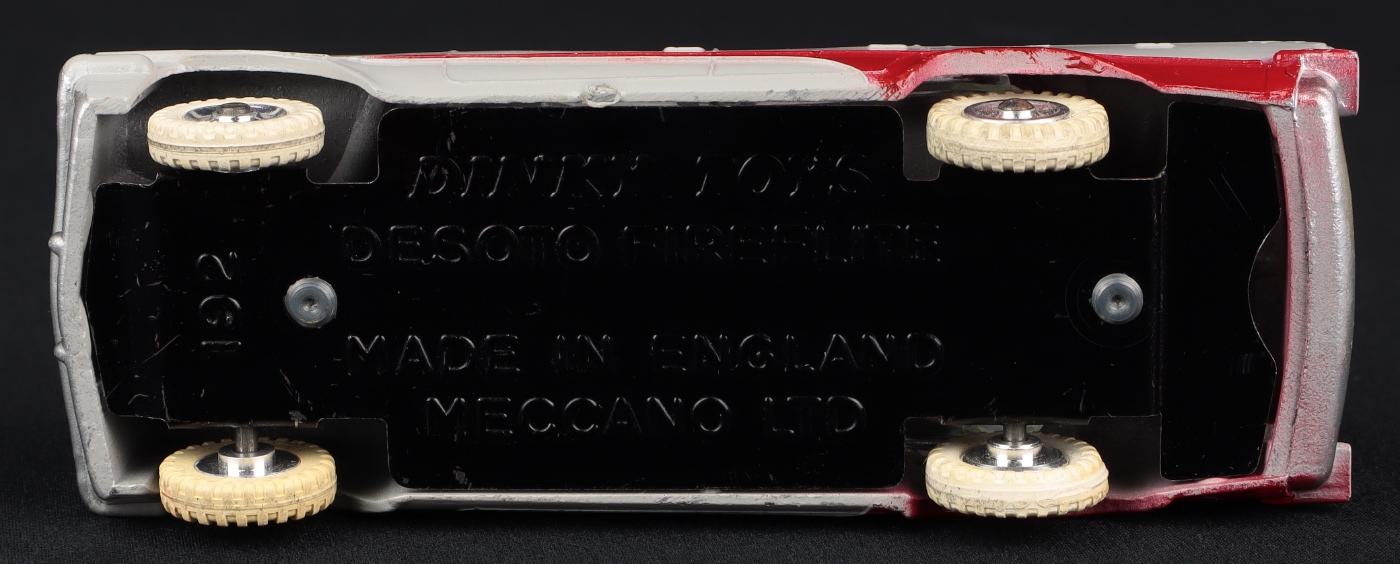 DINKY TOYS
DESOTO FIREFLITE
192
MADE IN ENGLAND
MECCANO LTD